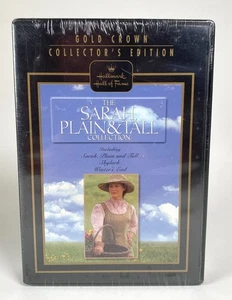 GOLD CROWN
COLLECTOR'S EDITION
Hallmark
Hall of Fame
THE
SARAH,
PLAIN & TALL
COLLECTION
Including
Sarah, Plain and Tall
Skylark
Winter's End